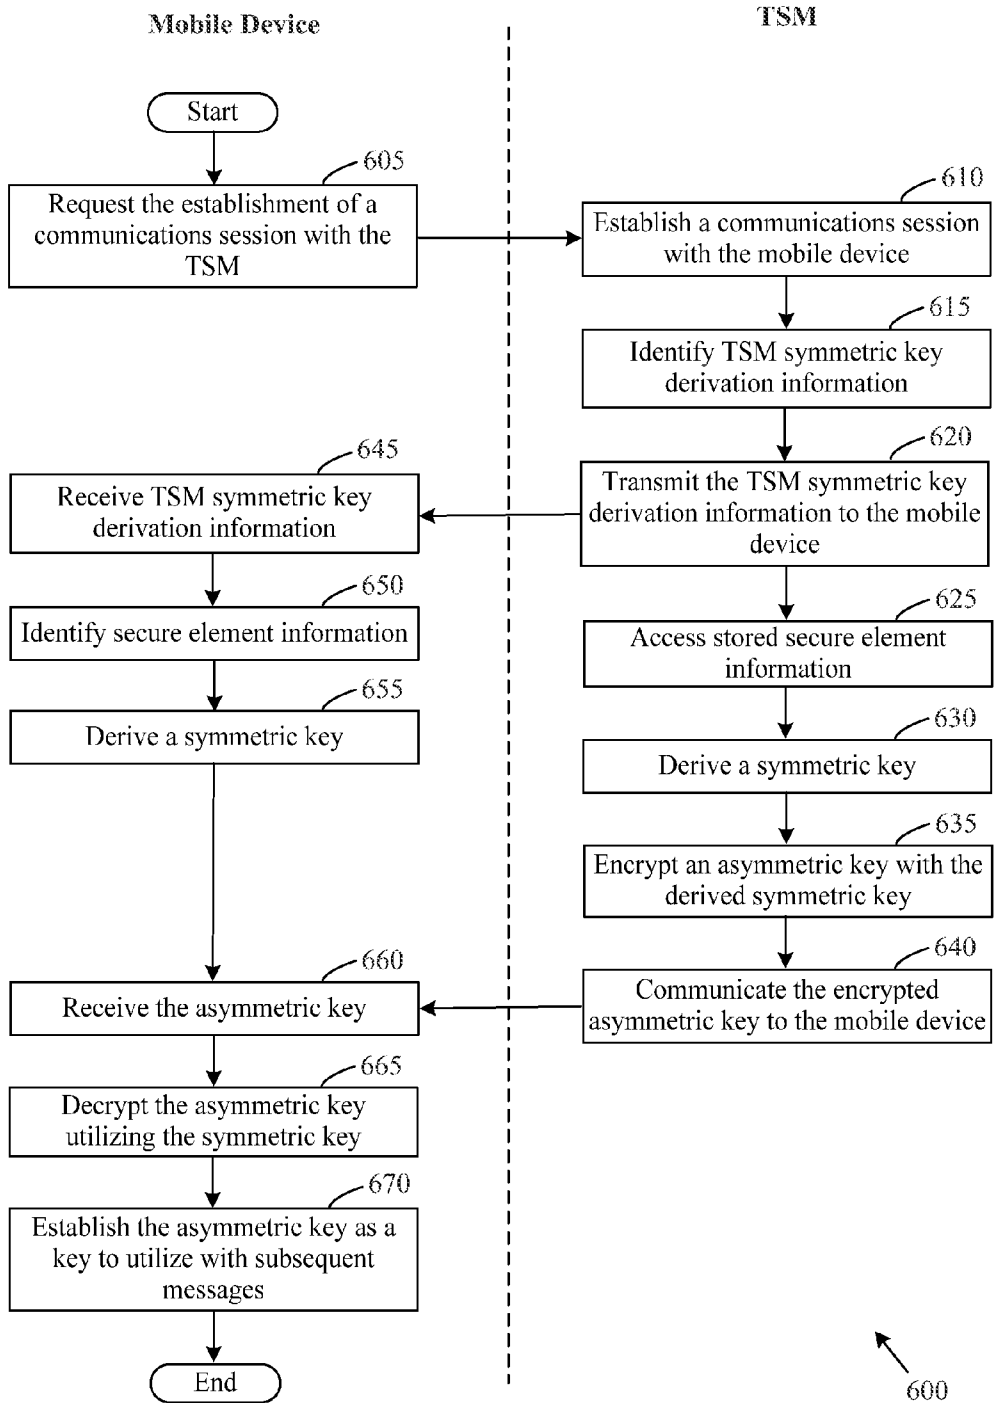 Mobile Device
TSM
Start
605
Request the establishment of a
communications session with the
TSM
610
Establish a communications session
with the mobile device
615
Identify TSM symmetric key
derivation information
620
Transmit the TSM symmetric key
derivation information to the mobile
device
645
Receive TSM symmetric key
derivation information
650
Identify secure element information
625
Access stored secure element
information
655
Derive a symmetric key
630
Derive a symmetric key
635
Encrypt an asymmetric key with the
derived symmetric key
640
Communicate the encrypted
asymmetric key to the mobile device
660
Receive the asymmetric key
665
Decrypt the asymmetric key
utilizing the symmetric key
670
Establish the asymmetric key as a
key to utilize with subsequent
messages
End
600